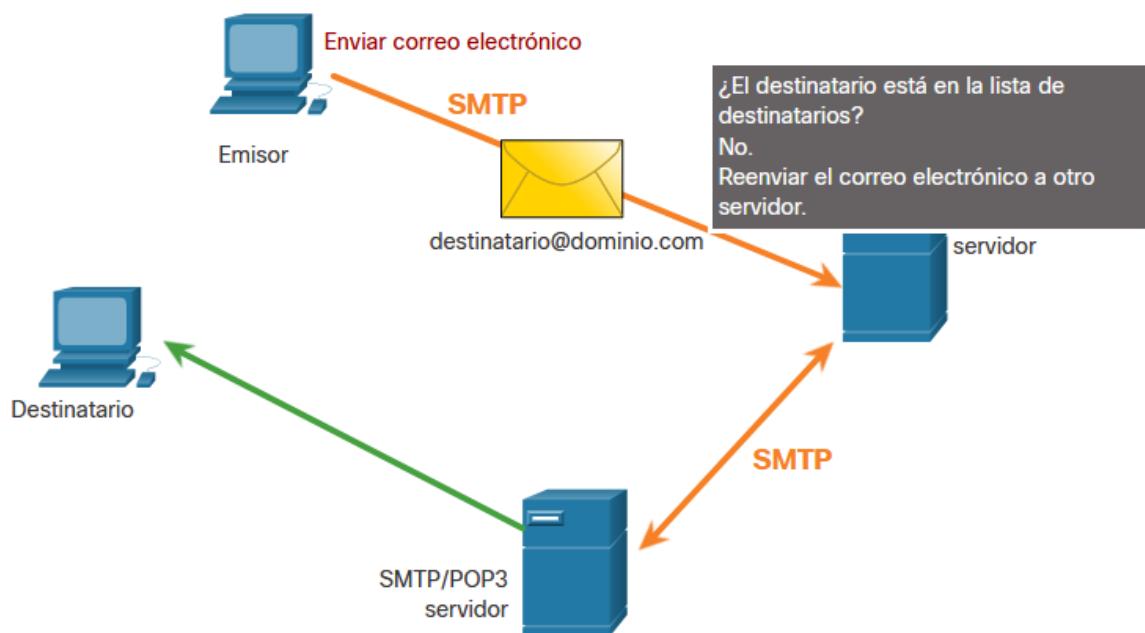 Enviar correo electrónico
SMTP
Emisor
¿El destinatario está en la lista de
destinatarios?
No.
Reenviar el correo electrónico a otro
servidor.
destinatario@dominio.com
servidor
Destinatario
SMTP
SMTP/POP3
servidor